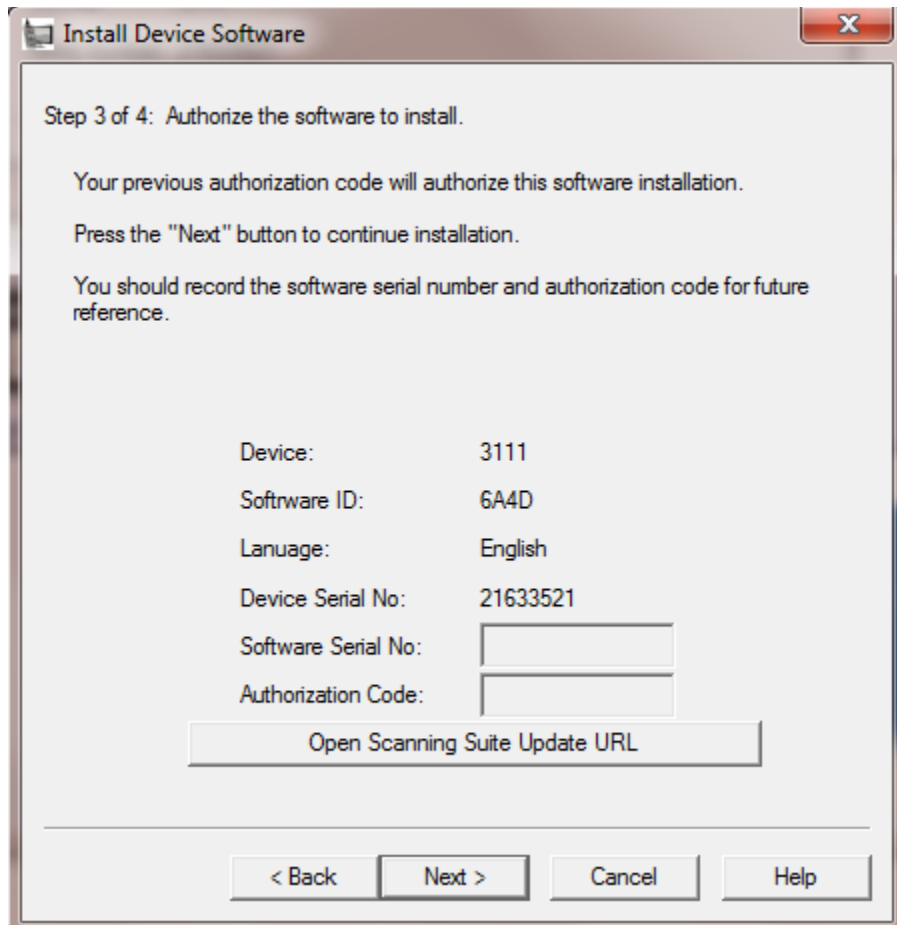 Install Device Software
Step 3 of 4: Authorize the software to install.
Your previous authorization code will authorize this software installation.
Press the "Next" button to continue installation.
You should record the software serial number and authorization code for future
reference.
Device: 3111
Softrware ID: 6A4D
Lanuage: English
Device Serial No: 21633521
Software Serial No:
Authorization Code:
Open Scanning Suite Update URL
< Back Next > Cancel Help